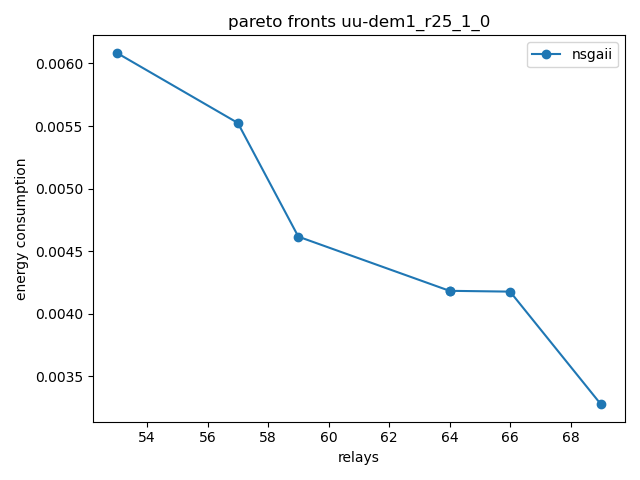 pareto fronts uu-dem1_r25_1_0
nsgaii
0.0060
0.0055
0.0050
0.0045
0.0040
0.0035
energy consumption
54 56 58 60 62 64 66 68
relays